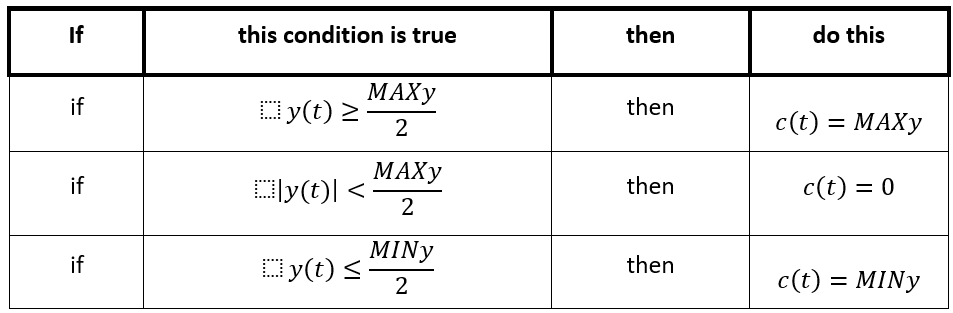 If this condition is true then do this
if ⬚ y(t) ≥ MAXy/2 then c(t) = MAXy
if ⬚|y(t)| < MAXy/2 then c(t) = 0
if ⬚ y(t) ≤ MINy/2 then c(t) = MINy